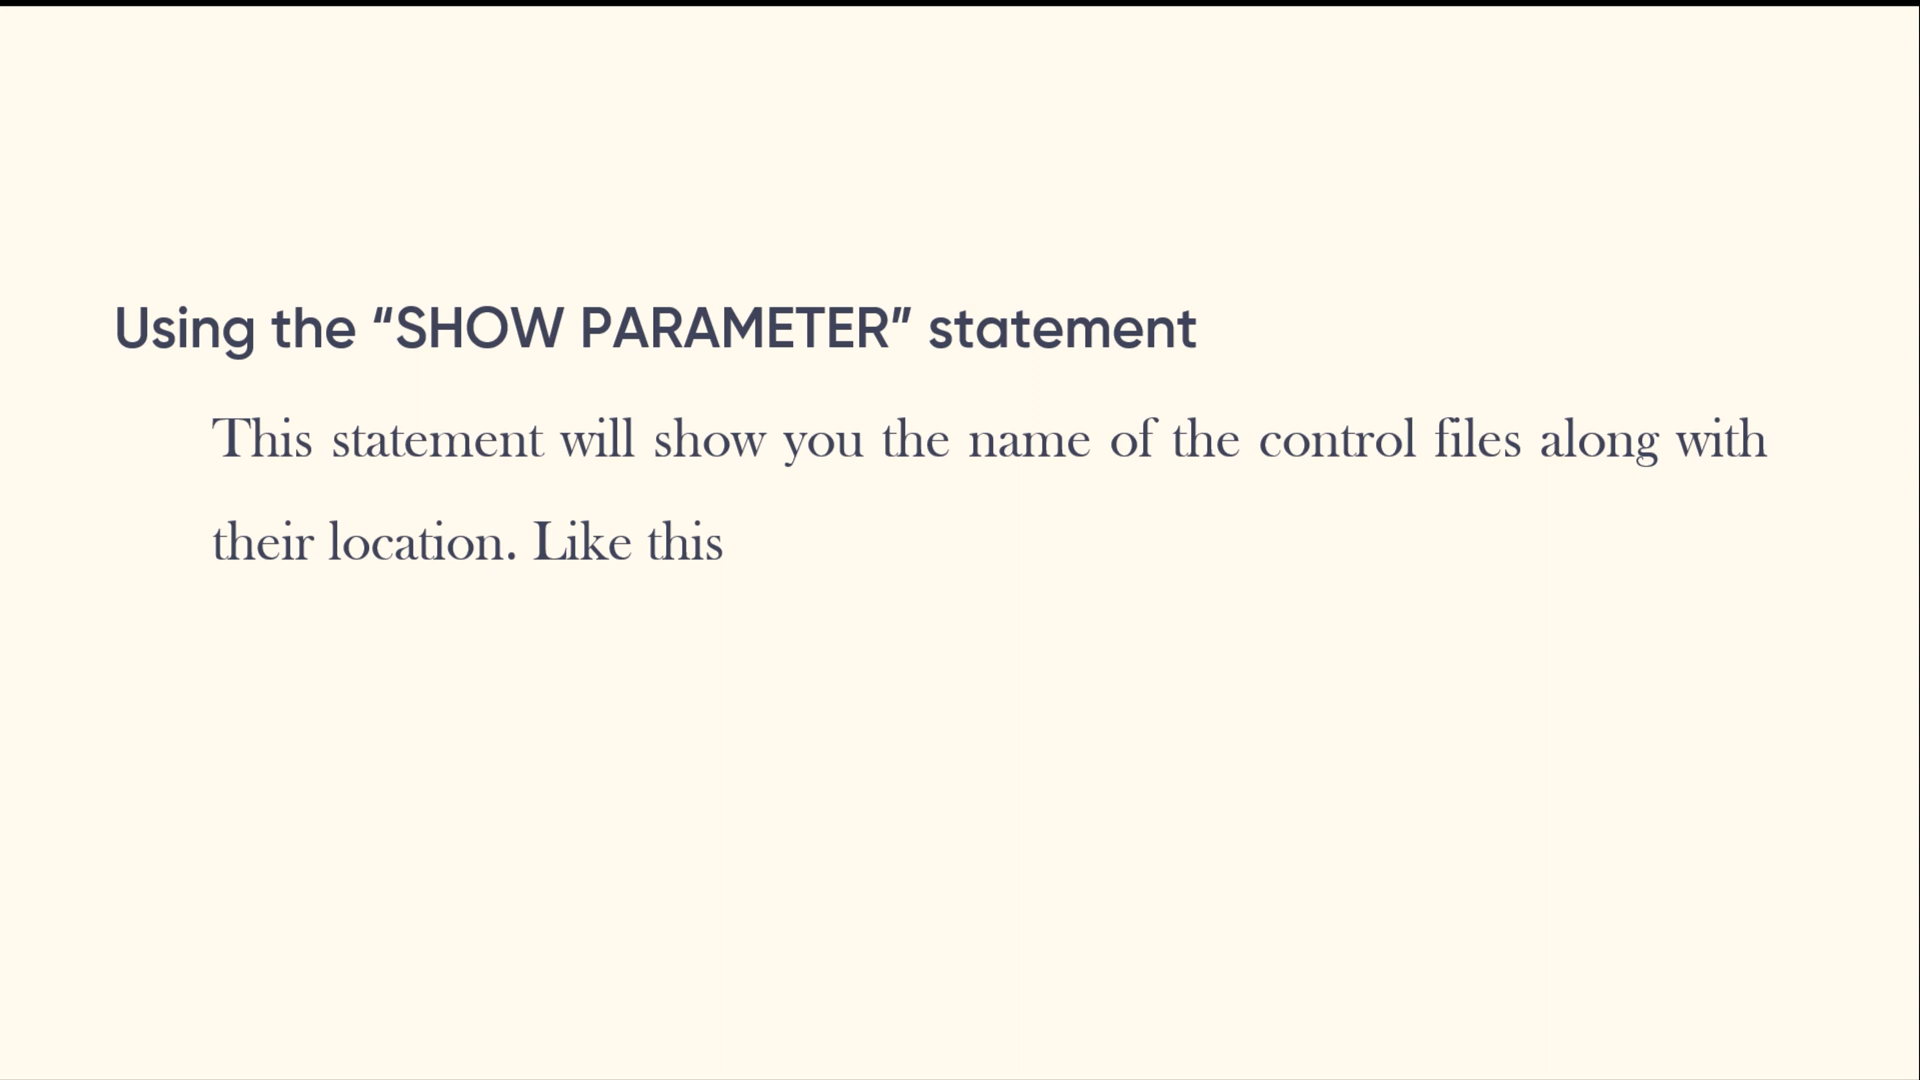 Using the “SHOW PARAMETER” statement
This statement will show you the name of the control files along with
their location. Like this